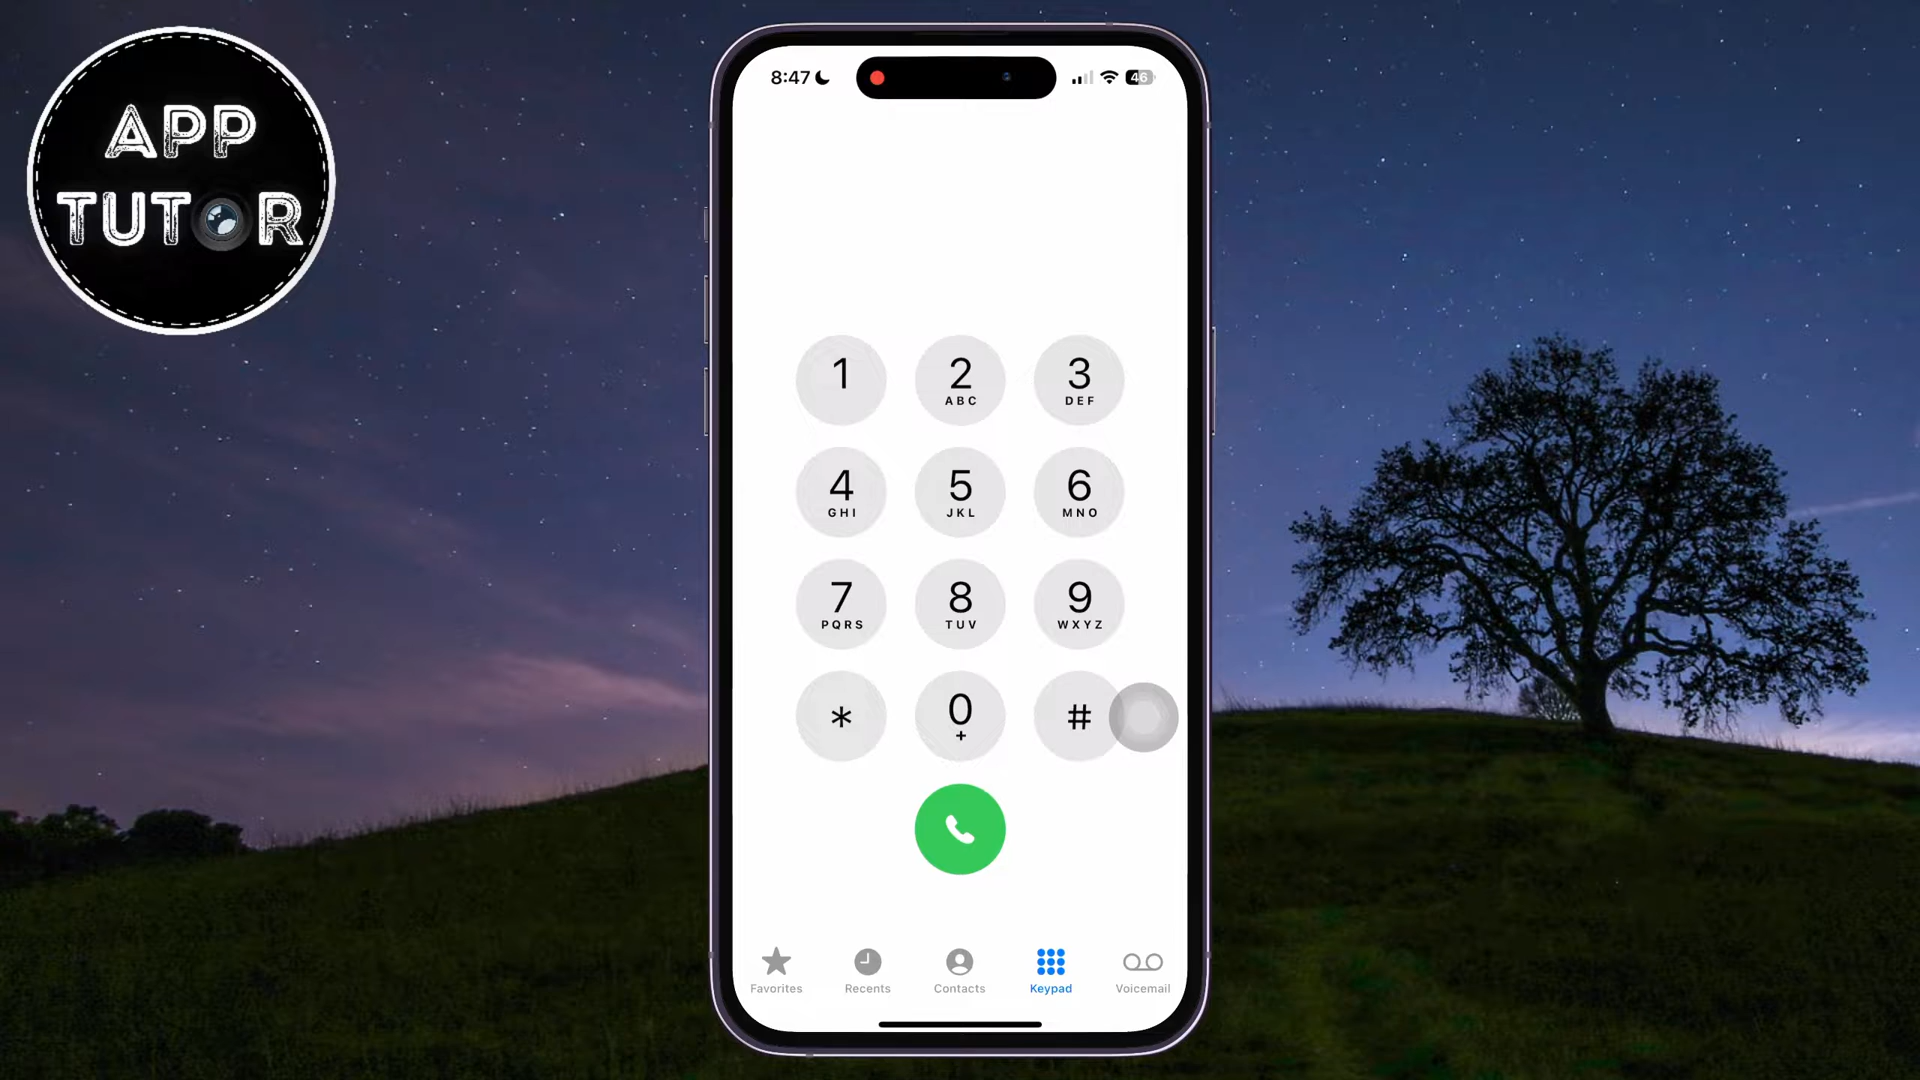 APP
TUTOR
8:47
46
1
2
ABC
3
DEF
4
GHI
5
JKL
6
MNO
7
PQRS
8
TUV
9
WXYZ
*
0
+
#
Favorites
Recents
Contacts
Keypad
Voicemail